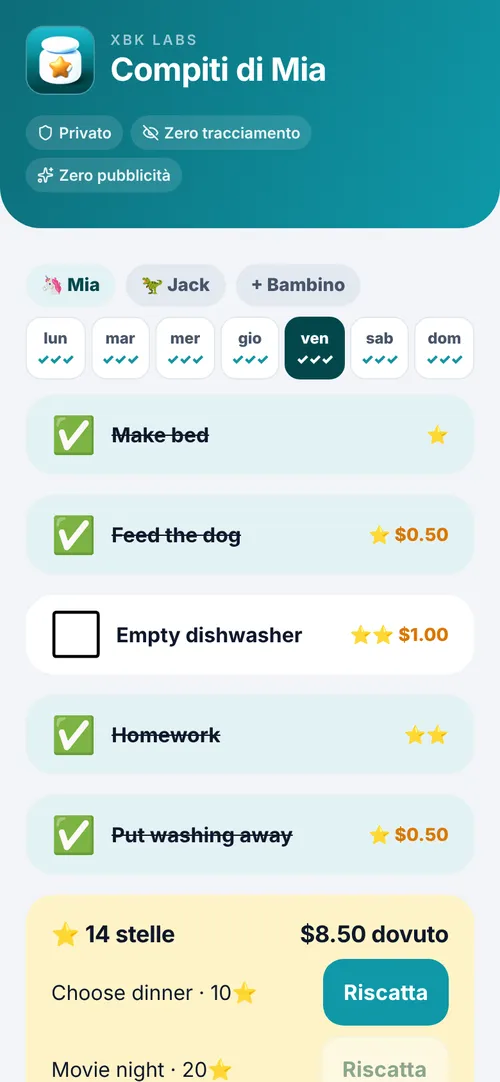 XBK LABS
Compiti di Mia
Privato
Zero tracciamento
Zero pubblicità
🦄 Mia
🦖 Jack
+ Bambino
lun mar mer gio ven sab dom
✓✓✓ ✓✓✓ ✓✓✓ ✓✓✓ ✓✓✓ ✓✓✓ ✓✓✓
✅ Make bed ⭐
✅ Feed the dog ⭐ $0.50
Empty dishwasher ⭐⭐ $1.00
✅ Homework ⭐⭐
✅ Put washing away ⭐ $0.50
⭐ 14 stelle $8.50 dovuto
Choose dinner · 10⭐ Riscatta
Movie night · 20⭐ Riscatta